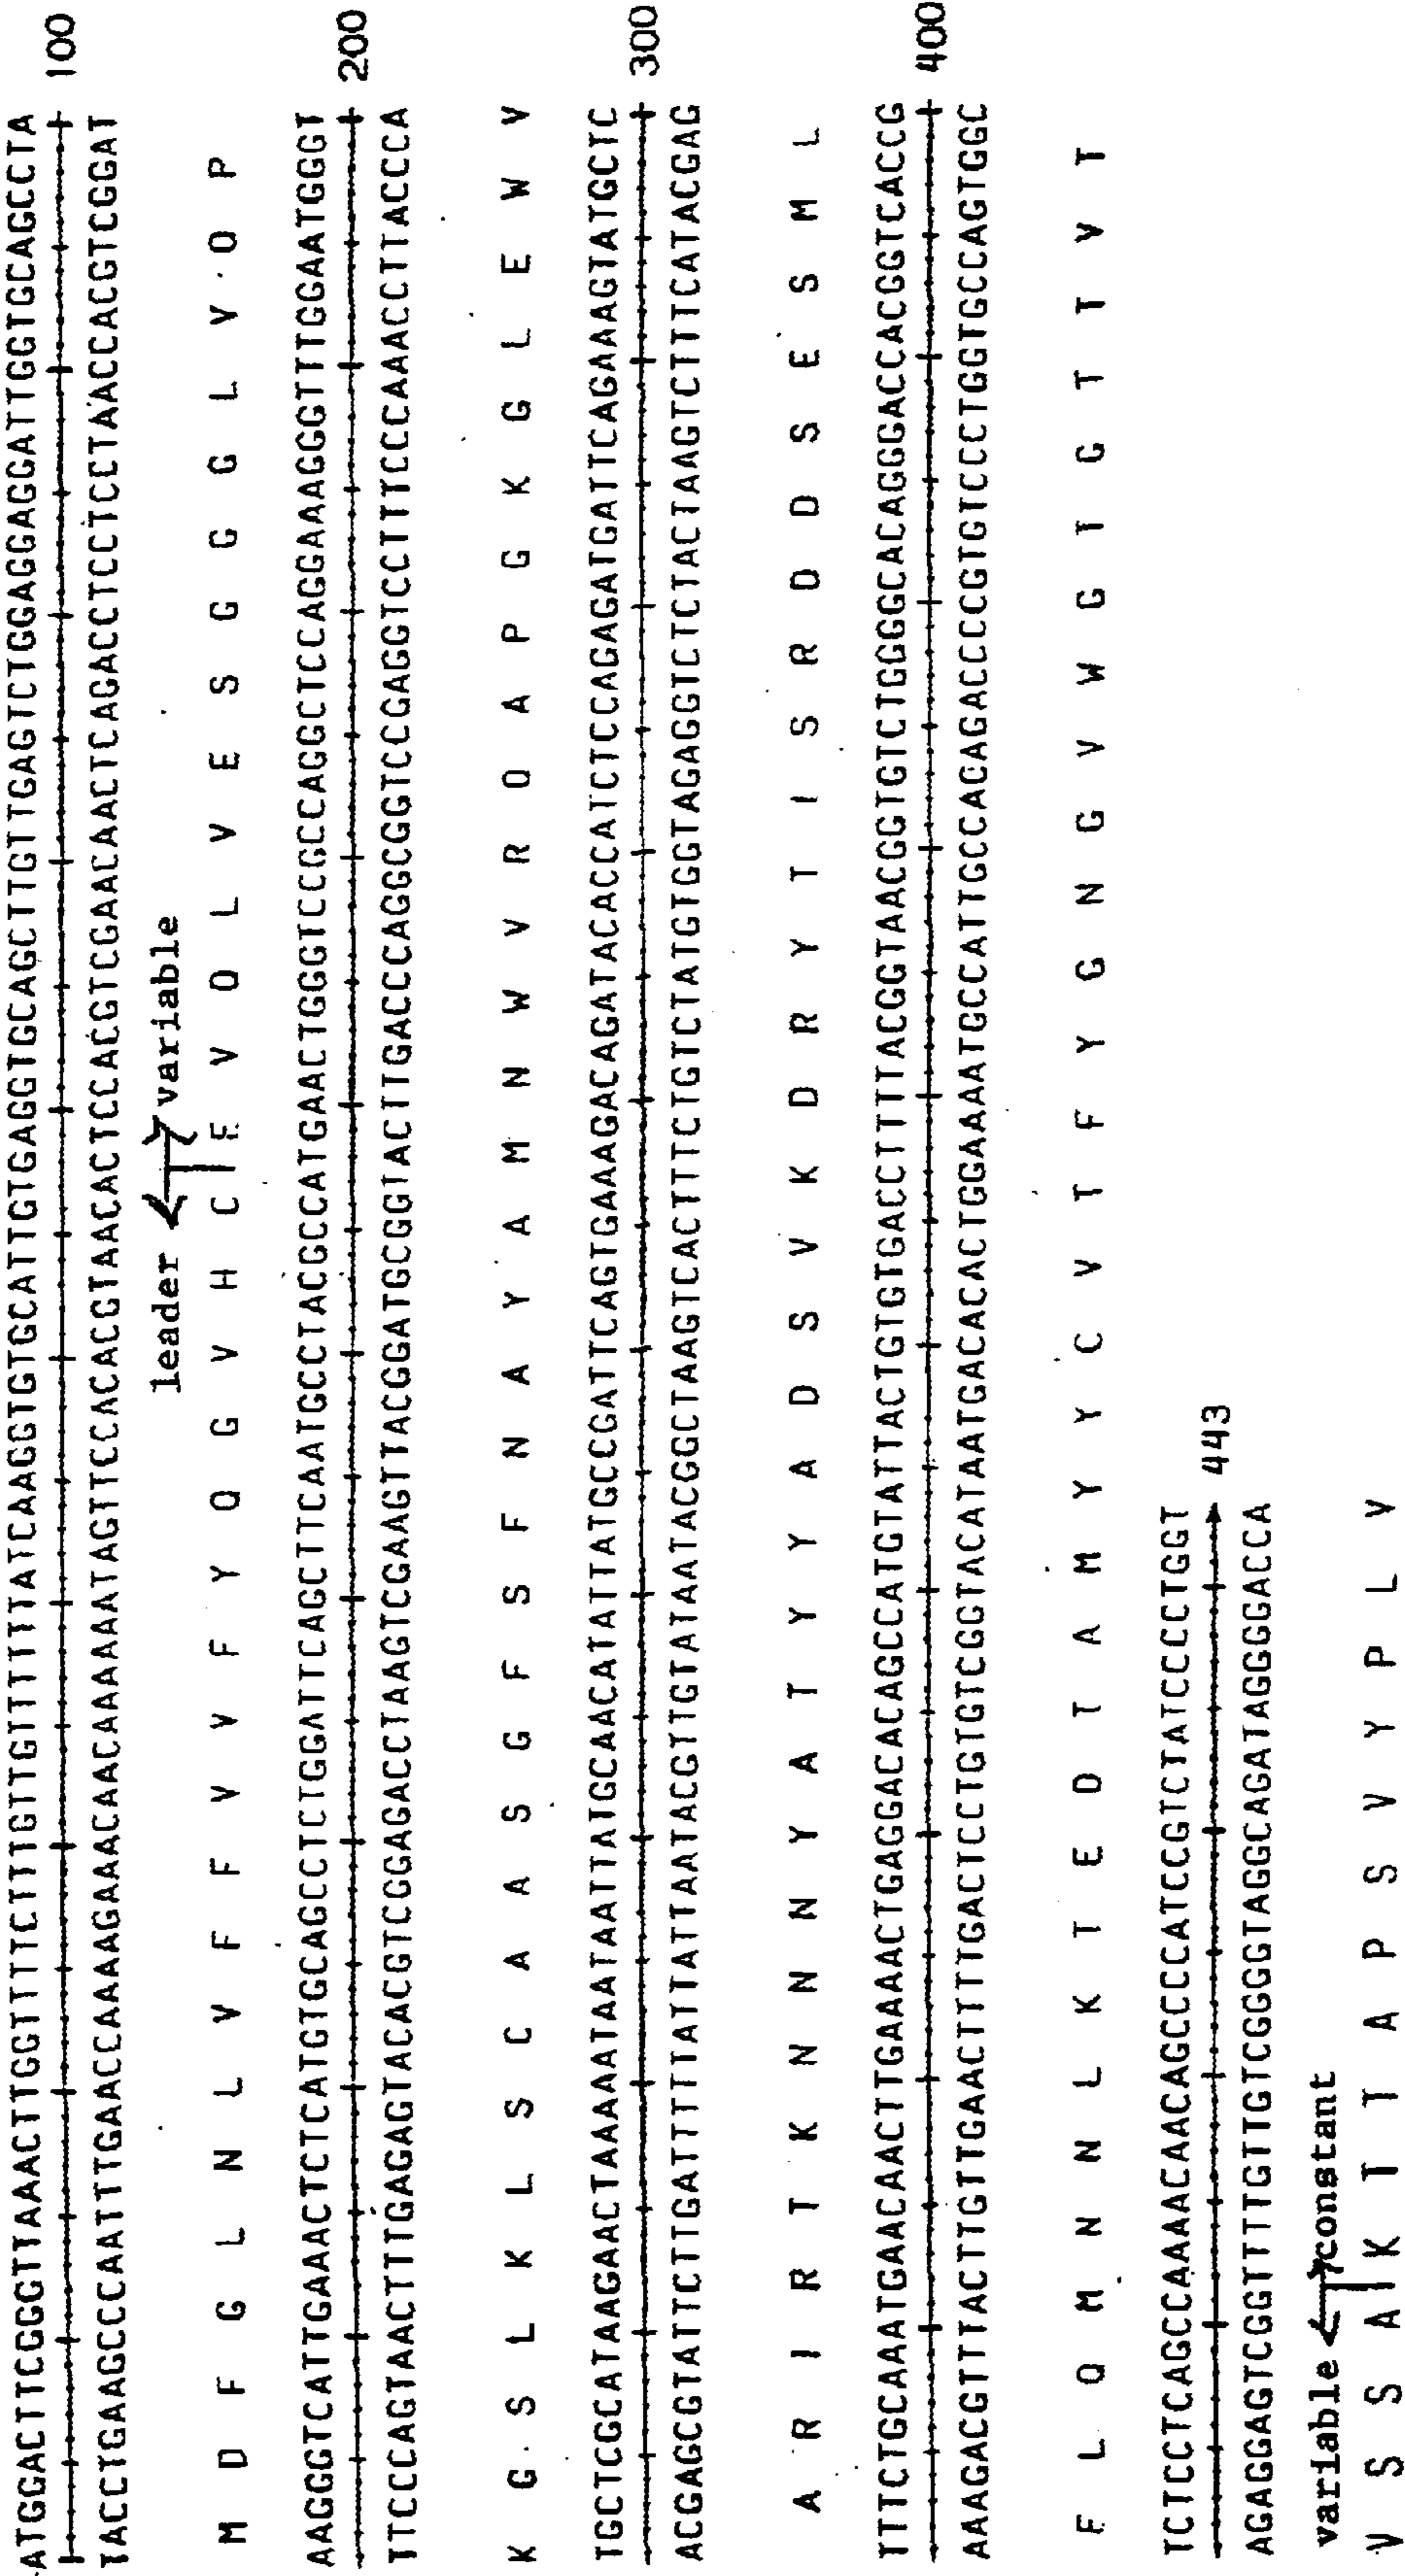 ATGGACTTCGGGTTAAACTTGGTTTTCTTTGTTGTTTTTTATCAAGGTGTGCATTGTGAGGTGCAGCTTGTTGAGTCTGGAGGAGGATTGGTGCAGCCTA
100
TACCTGAAGCCCAATTTGAACCAAAAGAAACAACAAAAAATAGTTCCACACGTAACACTCCACGTCGAACAACTCAGACCTCCTCCTAACCACGTCGGAT
leader variable
M D F G L N L V F F V V F Y Q G V H C E V Q L V E S G G G L V Q P
AAGGGTCATTGAAACTCTCATGTGCAGCCTCTGGATTCAGCTTCAATGCCTACGCCATGAACTGGGTCCGCCAGGCTCCAGGAAAGGGTTTGGAATGGGT
200
TTCCCAGTAACTTTGAGAGTACACGTCGGAGACCTAAGTCGAAGTTACGGATGCGGTACTTGACCCAGGCGGTCCGAGGTCCTTTCCCAAACCTTACCCA
K G S L K L S C A A S G F S F N A Y A M N W V R Q A P G K G L E W V
TGCTCGCATAAGAACTAAAAATAATAATTATGCAACATATTATGCCGATTCAGTGAAAGACAGATACACCATCTCCAGAGATGATTCAGAAAGTATGCTC
300
ACGAGCGTATTCTTGATTTTTATTATTAATACGTTGTATAATACGGCTAAGTCACTTTCTGTCTATGTGGTAGAGGTCTCTACTAAGTCTTTCATACGAG
A R I R T K N N N Y A T Y Y A D S V K D R Y T I S R D D S E S M L
TTTCTGCAAATGAACAACTTGAAAACTGAGGACACAGCCATGTATTACTGTGTGACCTTTTACGGTAACGGTGTCTGGGGCACAGGGACCACGGTCACCG
400
AAAGACGTTTACTTGTTGAACTTTTGACTCCTGTGTCGGTACATAATGACACACTGGAAAATGCCATTGCCACAGACCCCGTGTCCCTGGTGCCAGTGGC
F L Q M N N L K T E D T A M Y Y C V T F Y G N G V W G T G T T V T
TCTCCTCAGCCAAAACAACAGCCCCATCCGTCTATCCCCTGGT
443
AGAGGAGTCGGTTTTGTTGTCGGGGTAGGCAGATAGGGGACCA
variable constant
V S S A K T T A P S V Y P L V